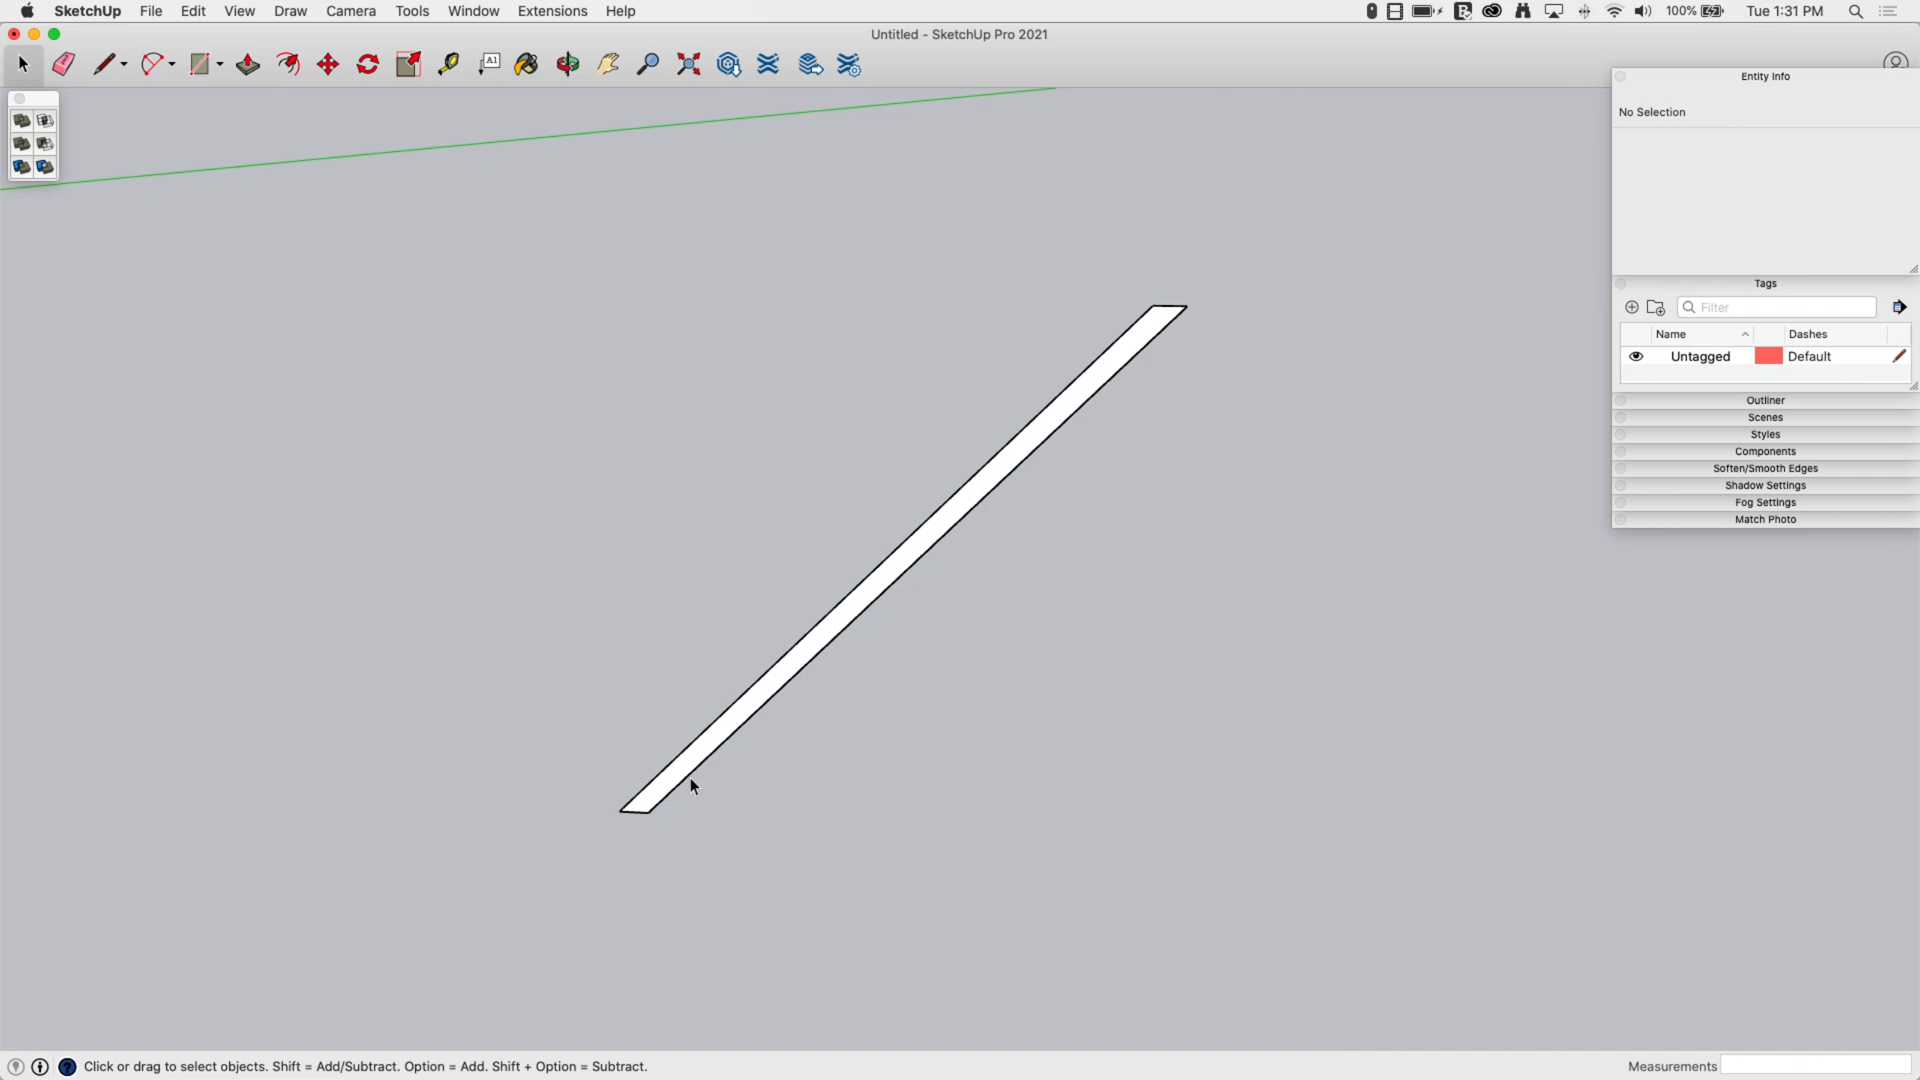 SketchUp File Edit View Draw Camera Tools Window Extensions Help 100% Tue 1:31 PM
Untitled - SketchUp Pro 2021
A1
Entity Info
No Selection
Tags
Filter
Name Dashes
Untagged Default
Outliner
Scenes
Styles
Components
Soften/Smooth Edges
Shadow Settings
Fog Settings
Match Photo
Click or drag to select objects. Shift = Add/Subtract. Option = Add. Shift + Option = Subtract. Measurements